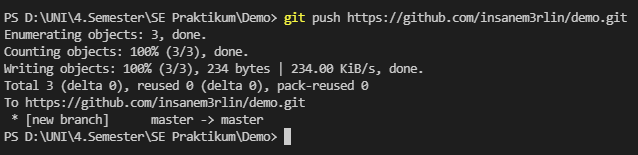 PS D:\UNI\4.Semester\SE Praktikum\Demo> git push https://github.com/insanem3rlin/demo.git
Enumerating objects: 3, done.
Counting objects: 100% (3/3), done.
Writing objects: 100% (3/3), 234 bytes | 234.00 KiB/s, done.
Total 3 (delta 0), reused 0 (delta 0), pack-reused 0
To https://github.com/insanem3rlin/demo.git
 * [new branch]      master -> master
PS D:\UNI\4.Semester\SE Praktikum\Demo>